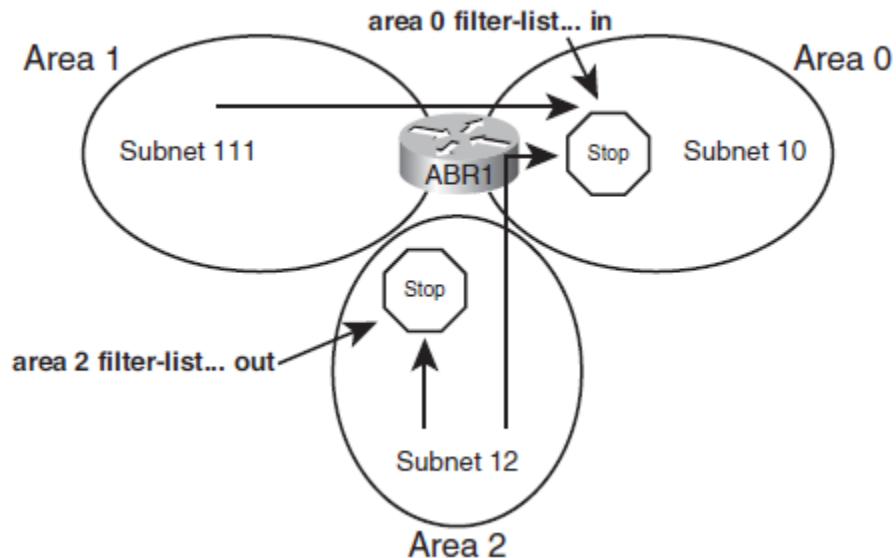 area 0 filter-list... in
Area 1
Area 0
Subnet 111
Stop
Subnet 10
ABR1
Stop
area 2 filter-list... out
Subnet 12
Area 2